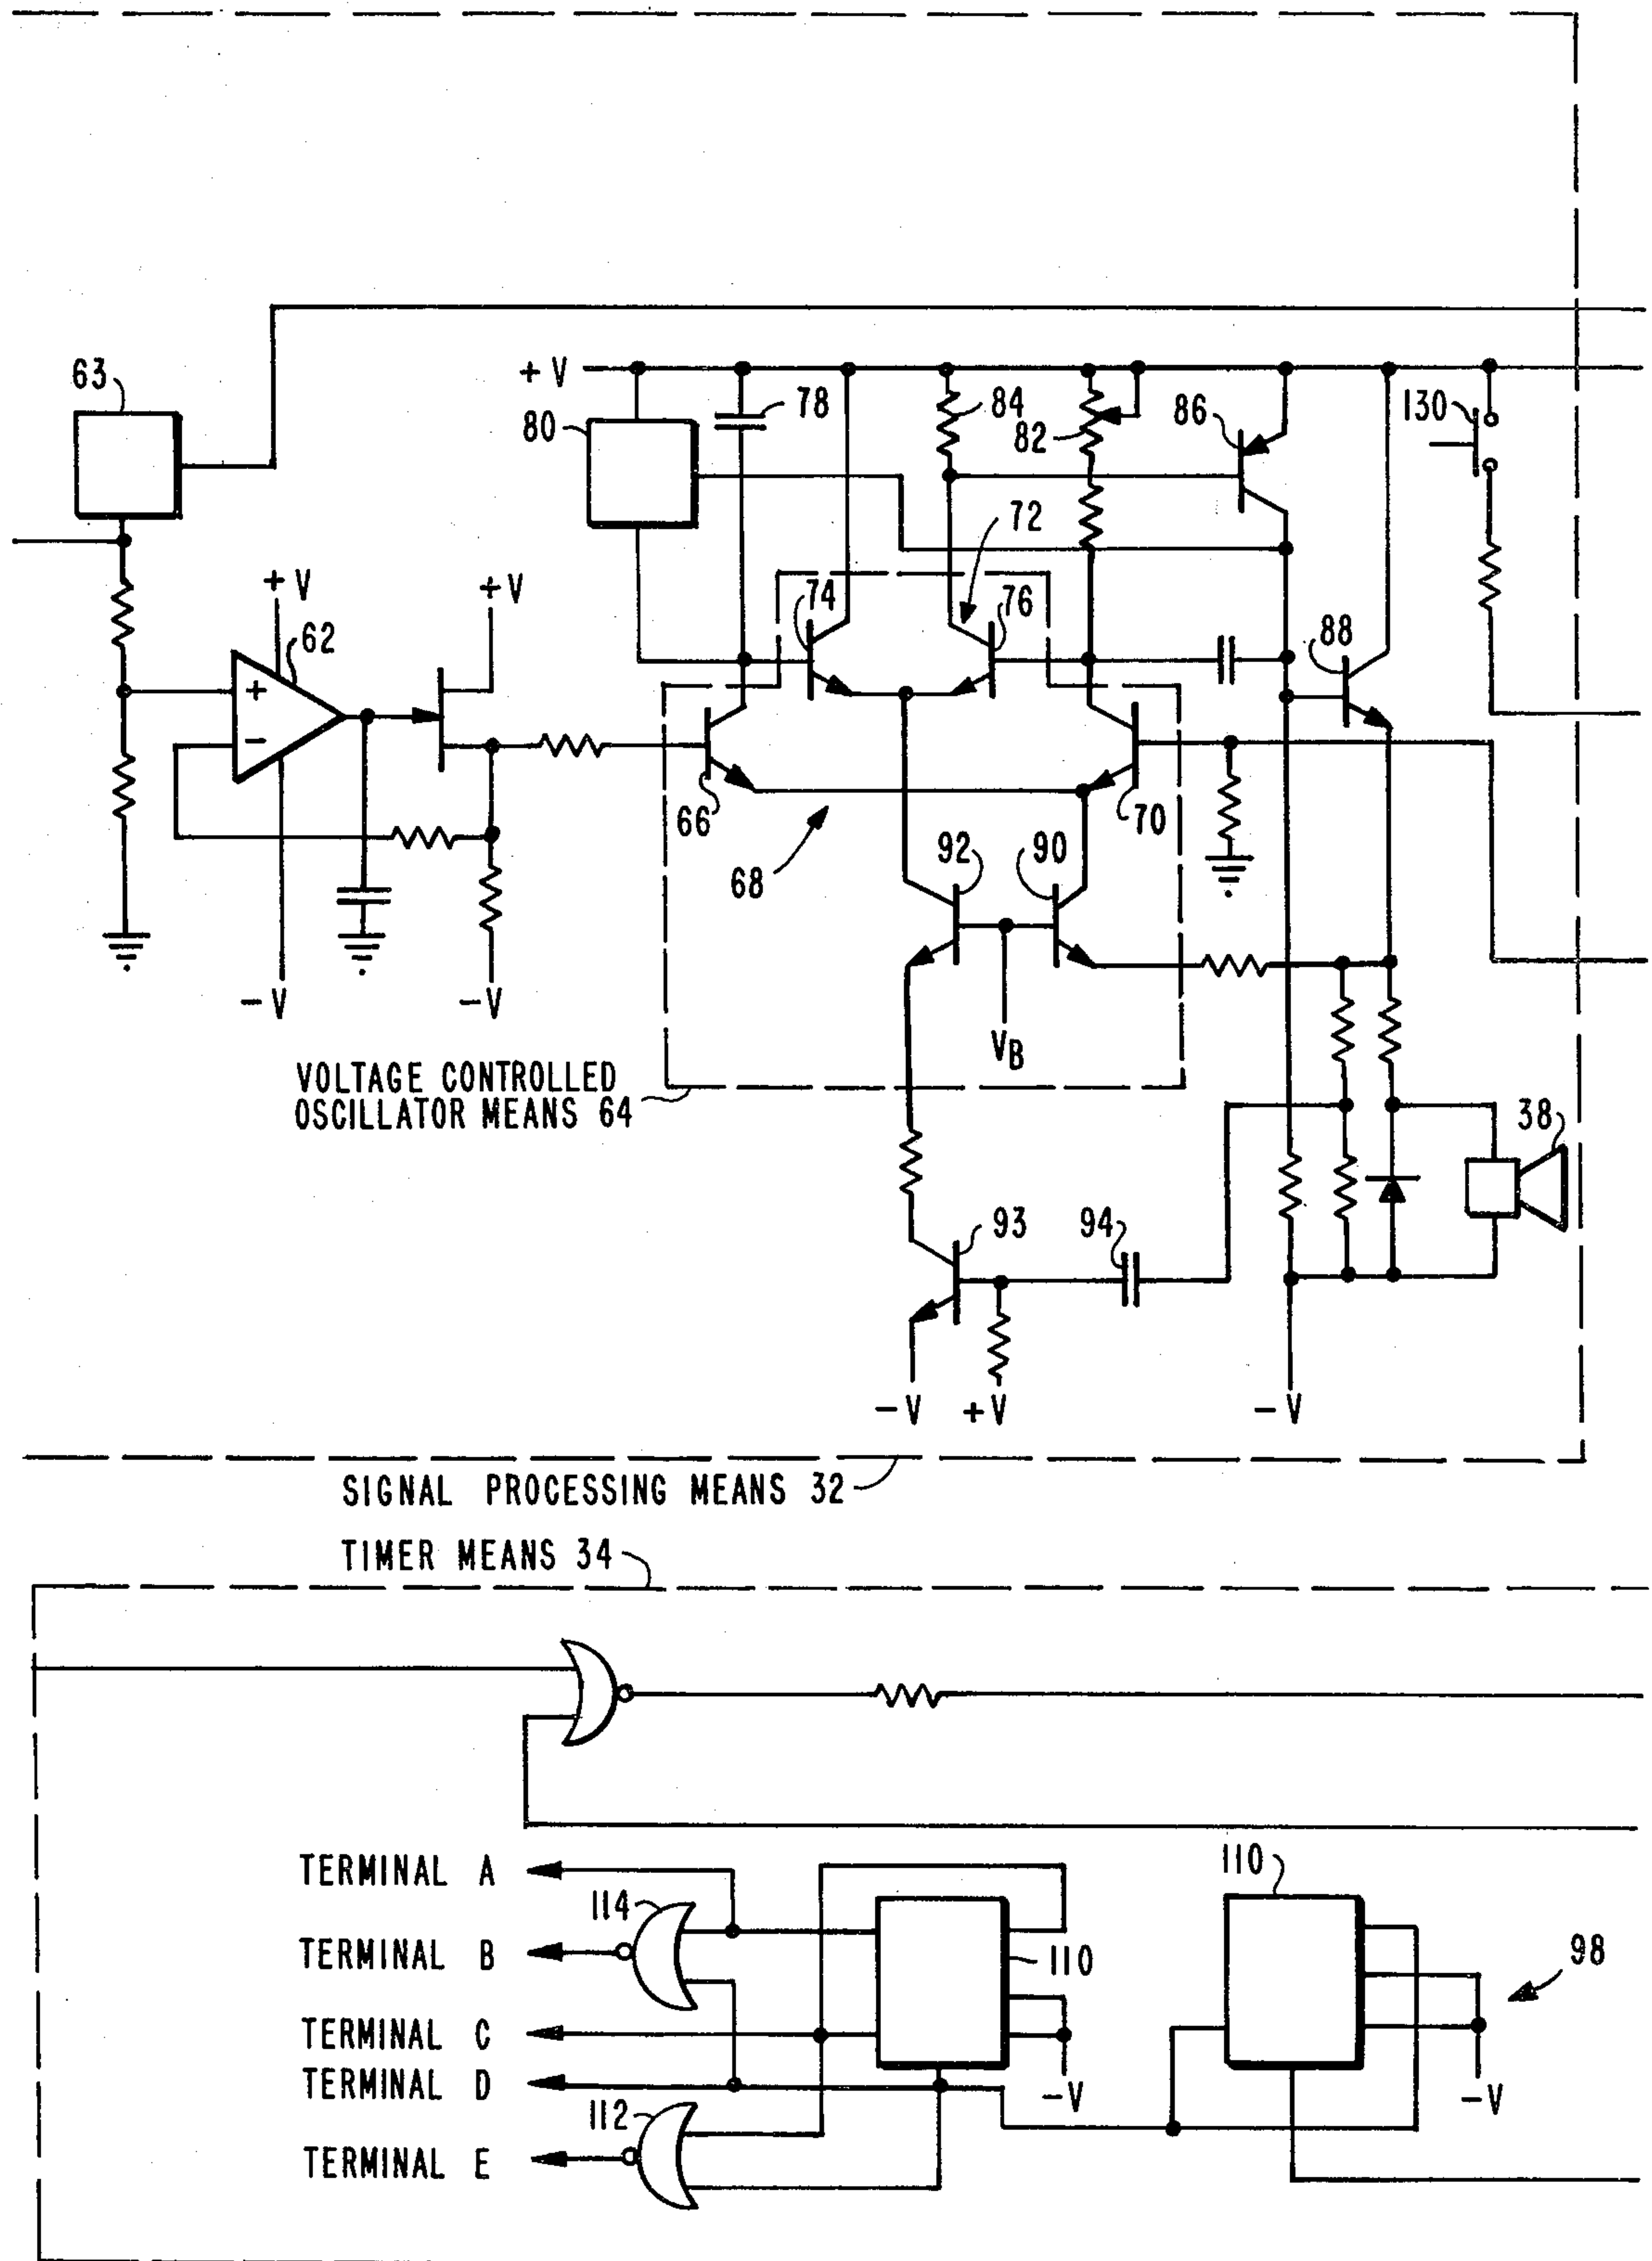 63
+ V
78
84
82
86
130
80
72
+ V
+ V
62
74
76
88
+
-
66
70
68
92
90
- V
- V
VB
VOLTAGE CONTROLLED
OSCILLATOR MEANS 64
38
93
94
- V
+ V
- V
SIGNAL PROCESSING MEANS 32
TIMER MEANS 34
TERMINAL A
110
114
TERMINAL B
110
98
TERMINAL C
TERMINAL D
- V
- V
112
TERMINAL E